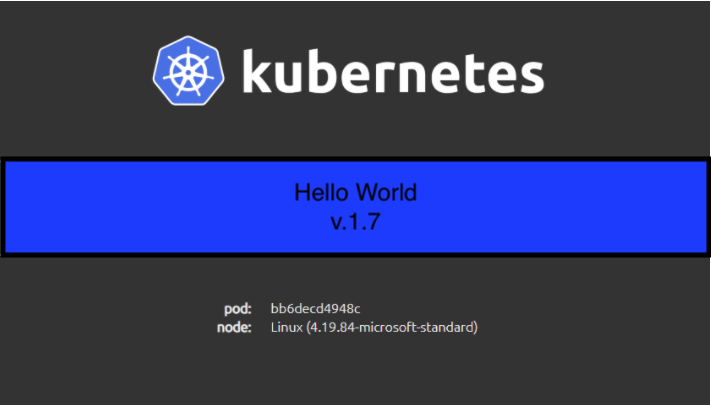 kubernetes
Hello World
v.1.7
pod: bb6decd4948c
node: Linux (4.19.84-microsoft-standard)